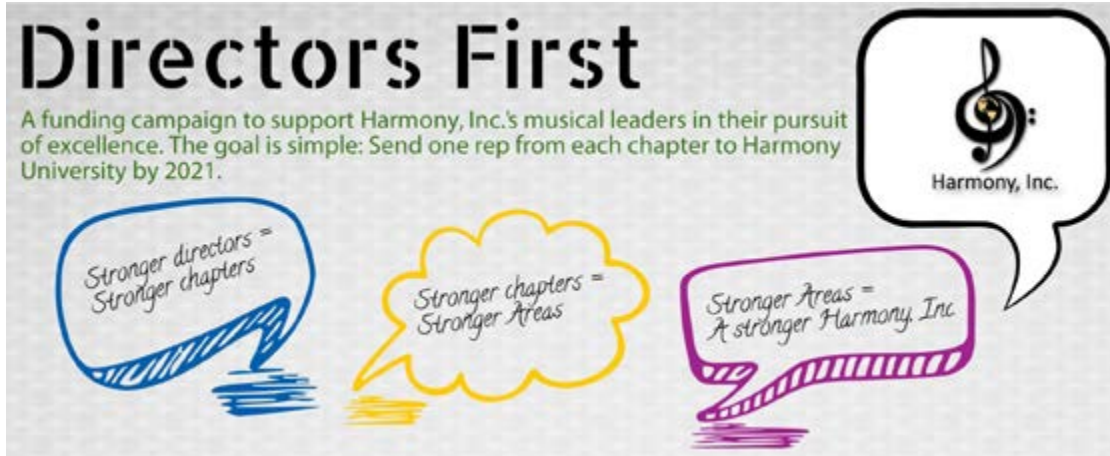 Directors First
A funding campaign to support Harmony, Inc.'s musical leaders in their pursuit
of excellence. The goal is simple: Send one rep from each chapter to Harmony
University by 2021.
Harmony, Inc.
Stronger directors =
Stronger chapters
Stronger chapters =
Stronger Areas
Stronger Areas =
A stronger Harmony, Inc